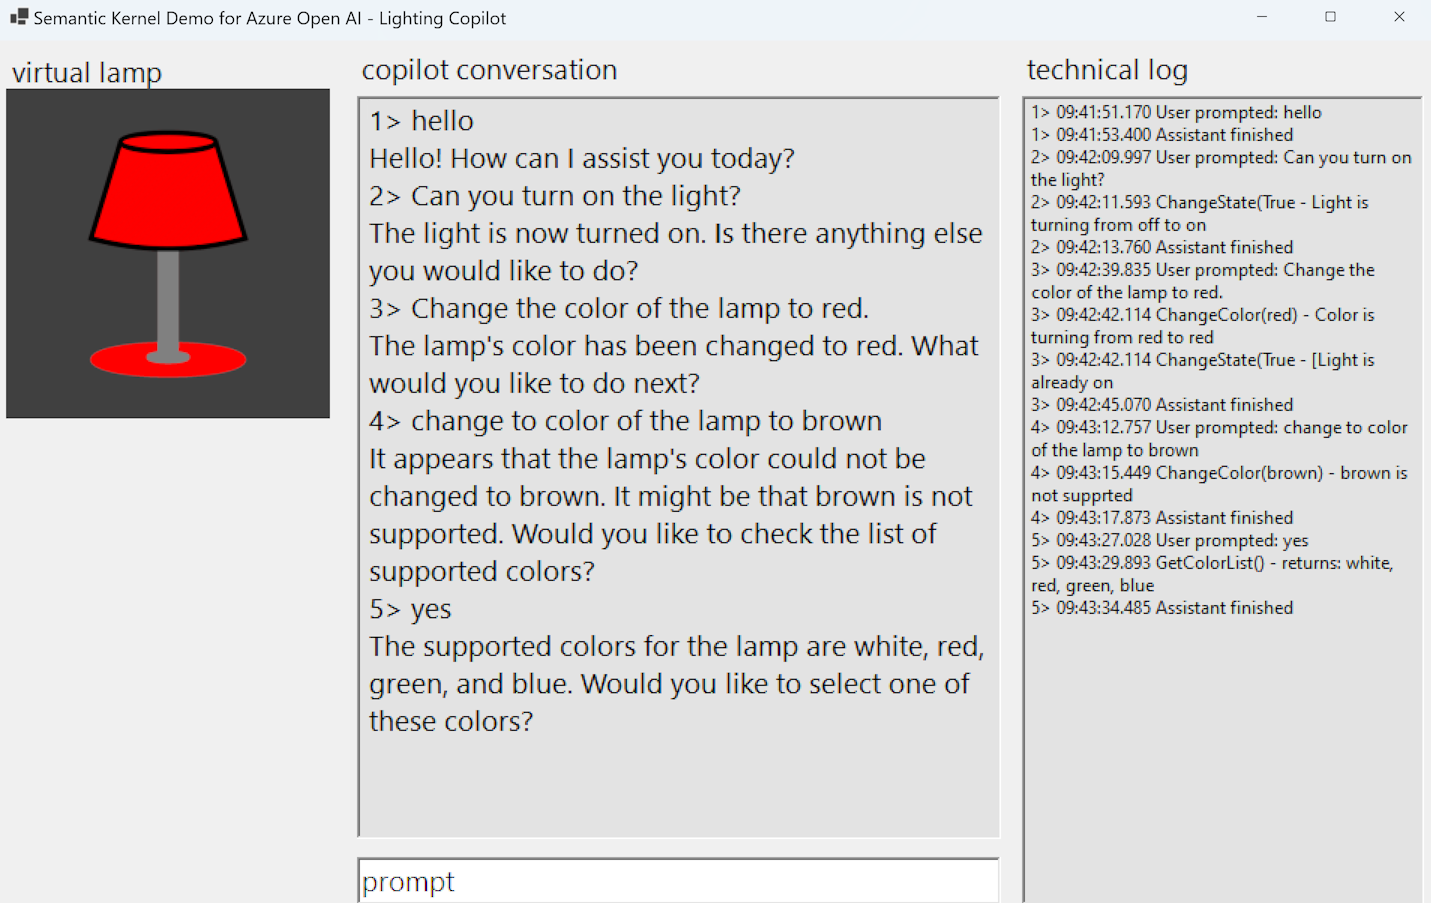 Semantic Kernel Demo for Azure Open AI - Lighting Copilot
virtual lamp
copilot conversation
1> hello
Hello! How can I assist you today?
2> Can you turn on the light?
The light is now turned on. Is there anything else
you would like to do?
3> Change the color of the lamp to red.
The lamp's color has been changed to red. What
would you like to do next?
4> change to color of the lamp to brown
It appears that the lamp's color could not be
changed to brown. It might be that brown is not
supported. Would you like to check the list of
supported colors?
5> yes
The supported colors for the lamp are white, red,
green, and blue. Would you like to select one of
these colors?
prompt
technical log
1> 09:41:51.170 User prompted: hello
1> 09:41:53.400 Assistant finished
2> 09:42:09.997 User prompted: Can you turn on
the light?
2> 09:42:11.593 ChangeState(True - Light is
turning from off to on
2> 09:42:13.760 Assistant finished
3> 09:42:39.835 User prompted: Change the
color of the lamp to red.
3> 09:42:42.114 ChangeColor(red) - Color is
turning from red to red
3> 09:42:42.114 ChangeState(True - [Light is
already on
3> 09:42:45.070 Assistant finished
4> 09:43:12.757 User prompted: change to color
of the lamp to brown
4> 09:43:15.449 ChangeColor(brown) - brown is
not supprted
4> 09:43:17.873 Assistant finished
5> 09:43:27.028 User prompted: yes
5> 09:43:29.893 GetColorList() - returns: white,
red, green, blue
5> 09:43:34.485 Assistant finished